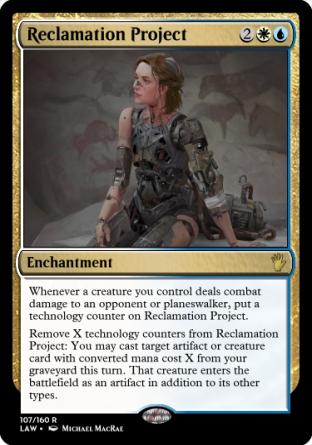 Reclamation Project 2
Enchantment
Whenever a creature you control deals combat
damage to an opponent or planeswalker, put a
technology counter on Reclamation Project.
Remove X technology counters from Reclamation
Project: You may cast target artifact or creature
card with converted mana cost X from your
graveyard this turn. That creature enters the
battlefield as an artifact in addition to its other
types.
107/160 R
LAW • Michael MacRae